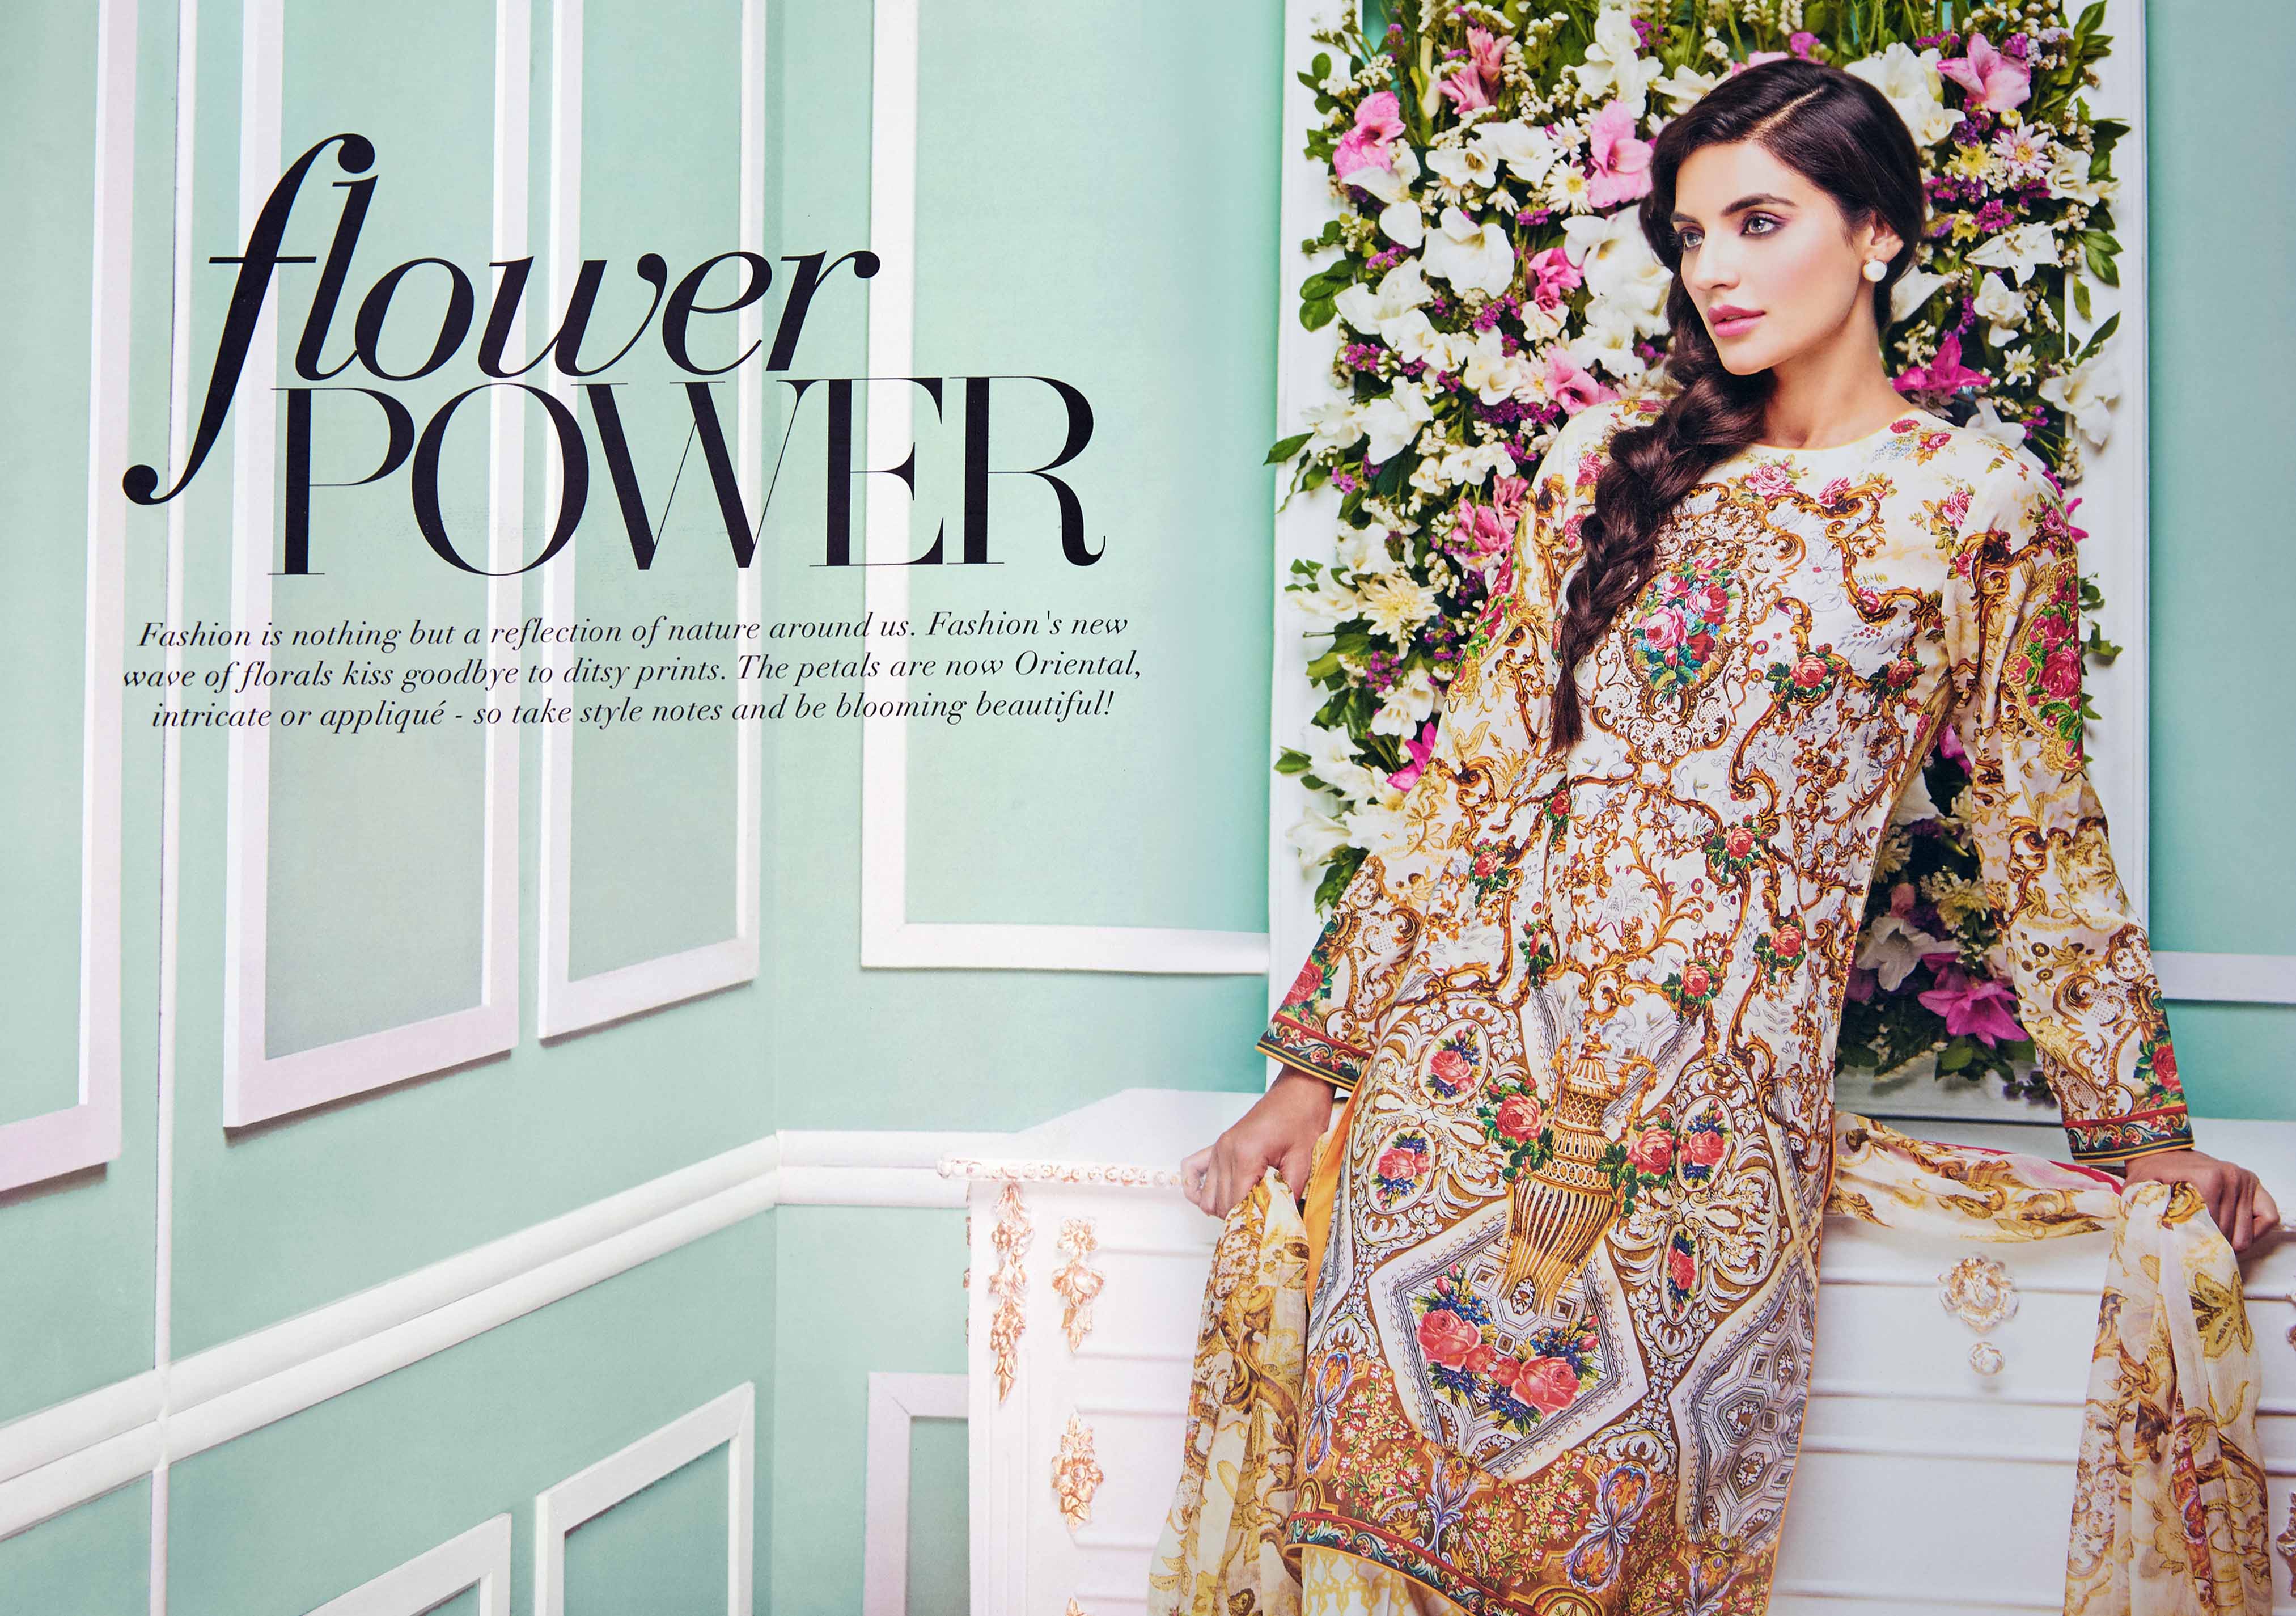 flower
POWER
Fashion is nothing but a reflection of nature around us. Fashion's new
wave of florals kiss goodbye to ditsy prints. The petals are now Oriental,
intricate or appliqué - so take style notes and be blooming beautiful!